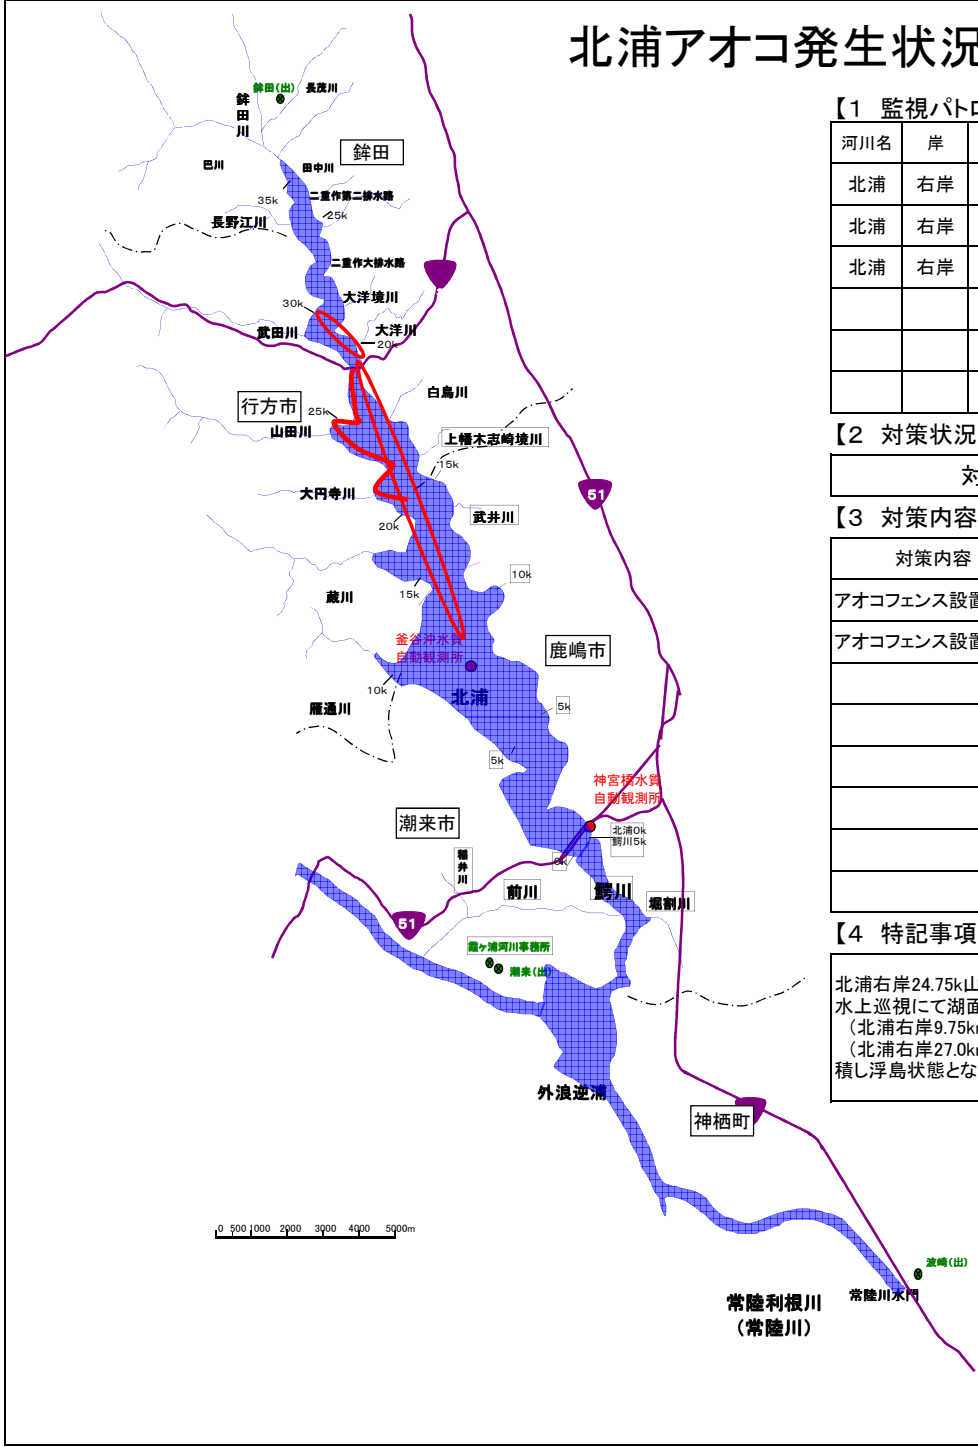 北浦アオコ発生状況
鉾田(出)
長茂川
鉾田川
巴川
田中川
鉾田
35k
二重作第二排水路
25k
長野江川
二重作大排水路
大洋境川
30k
武田川
大洋川
20k
白鳥川
行方市
25k
山田川
上幡木志崎境川
15k
大円寺川
20k
武井川
51
10k
15k
蔵川
釜谷沖水質
自動観測所
鹿嶋市
10k
北浦
雁通川
5k
5k
神宮橋水質
自動観測所
潮来市
北浦0k
鰐川5k
0k
稲井川
前川
鰐川
堀割川
51
霞ヶ浦河川事務所
潮来(出)
外浪逆浦
神栖町
0 500 1000 2000 3000 4000 5000m
波崎(出)
常陸川水門
常陸利根川
(常陸川)
【1 監視パトロ
河川名 岸
北浦 右岸
北浦 右岸
北浦 右岸
【2 対策状況
対
【3 対策内容
対策内容
アオコフェンス設置
アオコフェンス設置
【4 特記事項
北浦右岸24.75k山
水上巡視にて湖面
（北浦右岸9.75k
（北浦右岸27.0k
積し浮島状態とな